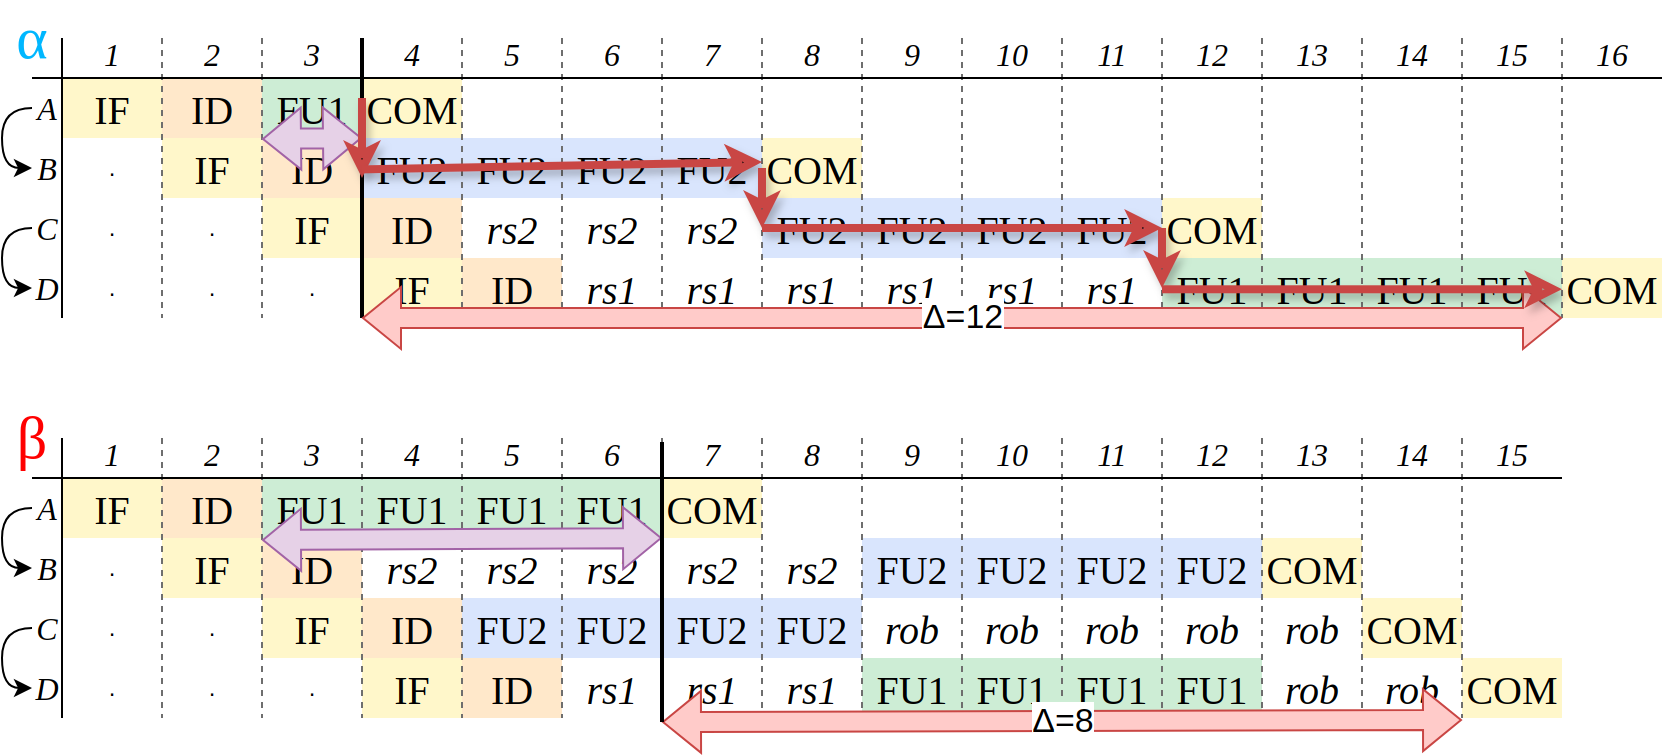 α
1 2 3 4 5 6 7 8 9 10 11 12 13 14 15 16
A IF ID FU1 COM
B . IF ID FU2 FU2 FU2 FU2 COM
C . . IF ID rs2 rs2 rs2 FU2 FU2 FU2 FU2 COM
D . . . IF ID rs1 rs1 rs1 rs1 rs1 rs1 FU1 FU1 FU1 FU1 COM
Δ=12
β
1 2 3 4 5 6 7 8 9 10 11 12 13 14 15
A IF ID FU1 FU1 FU1 FU1 COM
B . IF ID rs2 rs2 rs2 rs2 rs2 FU2 FU2 FU2 FU2 COM
C . . IF ID FU2 FU2 FU2 FU2 rob rob rob rob rob COM
D . . . IF ID rs1 rs1 rs1 FU1 FU1 FU1 FU1 rob rob COM
Δ=8